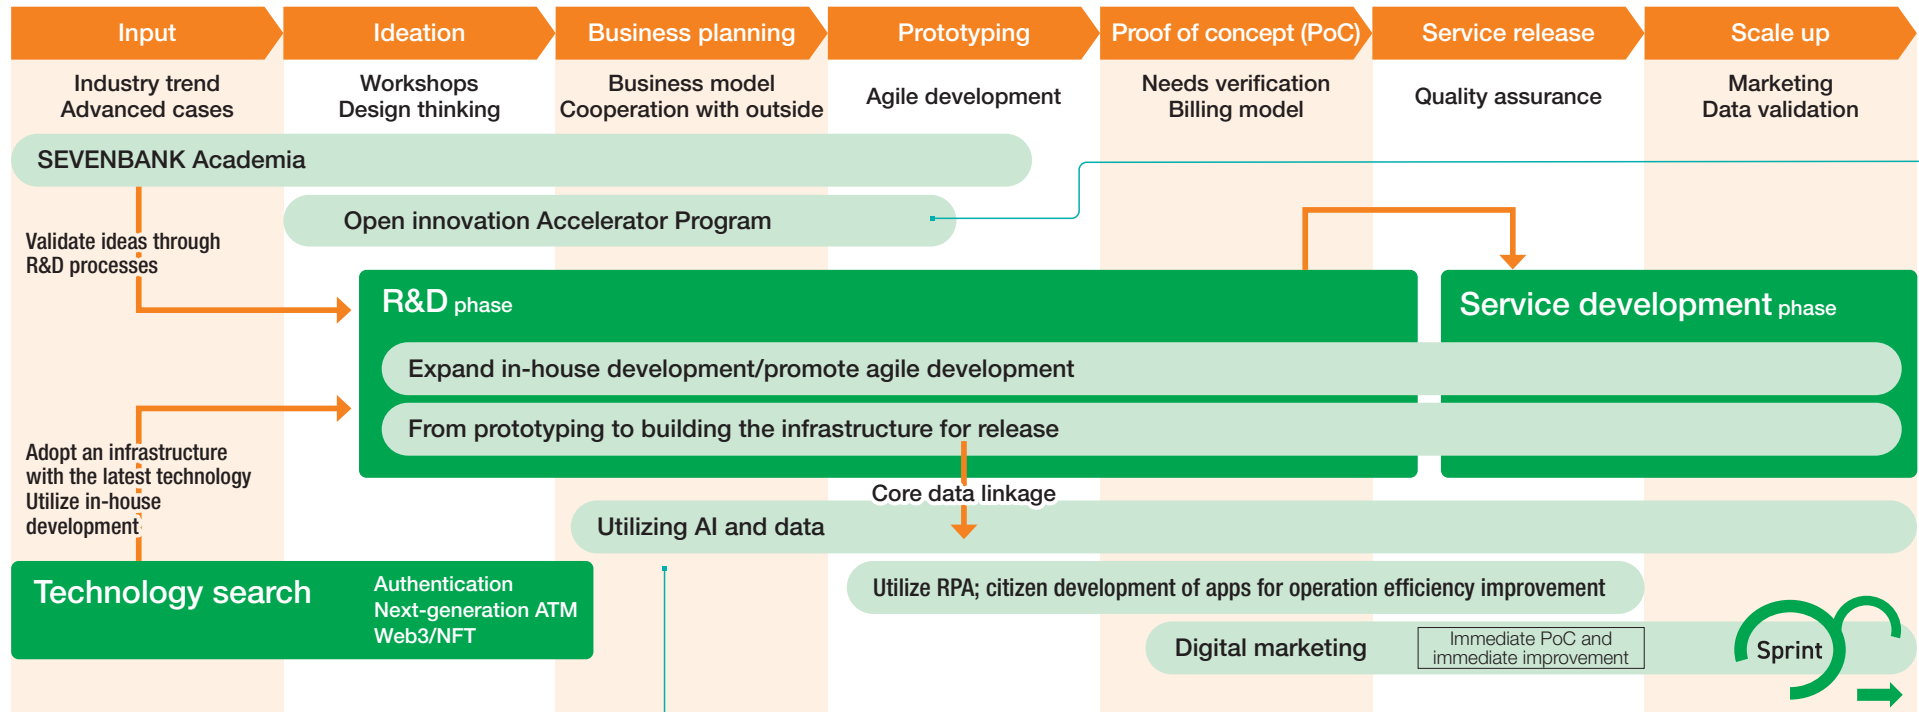 Input
Ideation
Business planning
Prototyping
Proof of concept (PoC)
Service release
Scale up
Industry trend
Advanced cases
Workshops
Design thinking
Business model
Cooperation with outside
Agile development
Needs verification
Billing model
Quality assurance
Marketing
Data validation
SEVENBANK Academia
Open innovation Accelerator Program
Validate ideas through
R&D processes
R&D phase
Service development phase
Expand in-house development/promote agile development
From prototyping to building the infrastructure for release
Adopt an infrastructure
with the latest technology
Utilize in-house
development
Core data linkage
Utilizing AI and data
Technology search
Authentication
Next-generation ATM
Web3/NFT
Utilize RPA; citizen development of apps for operation efficiency improvement
Digital marketing
Immediate PoC and
immediate improvement
Sprint